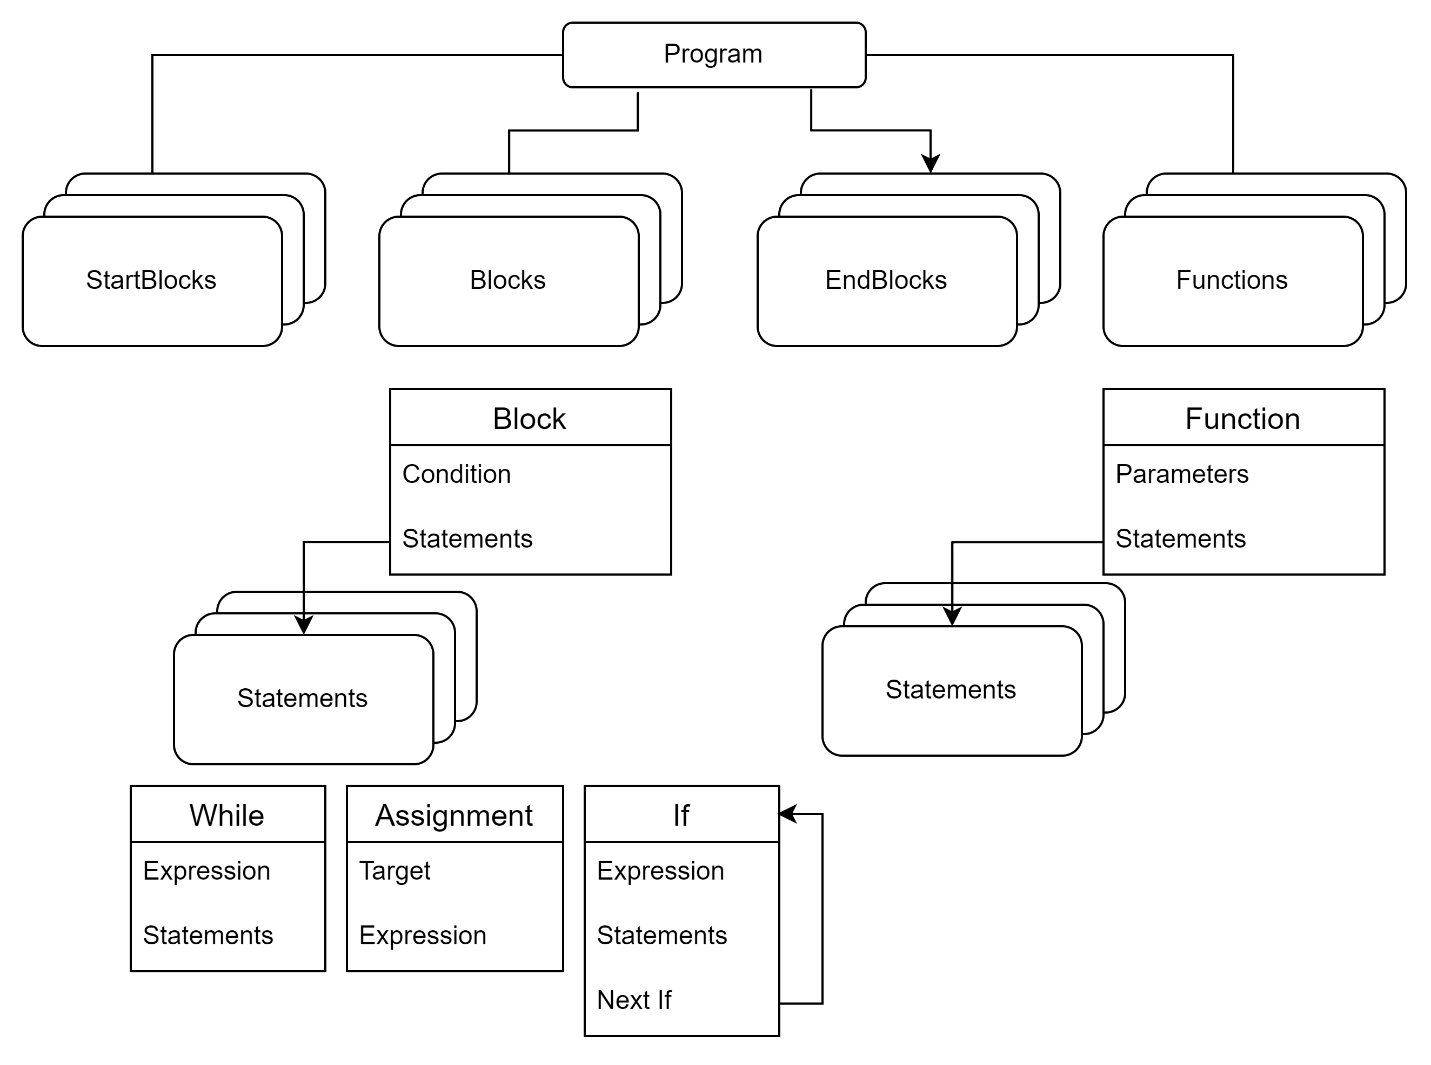 Program
StartBlocks
Blocks
EndBlocks
Functions
Block
Condition
Statements
Function
Parameters
Statements
Statements
Statements
While
Expression
Statements
Assignment
Target
Expression
If
Expression
Statements
Next If